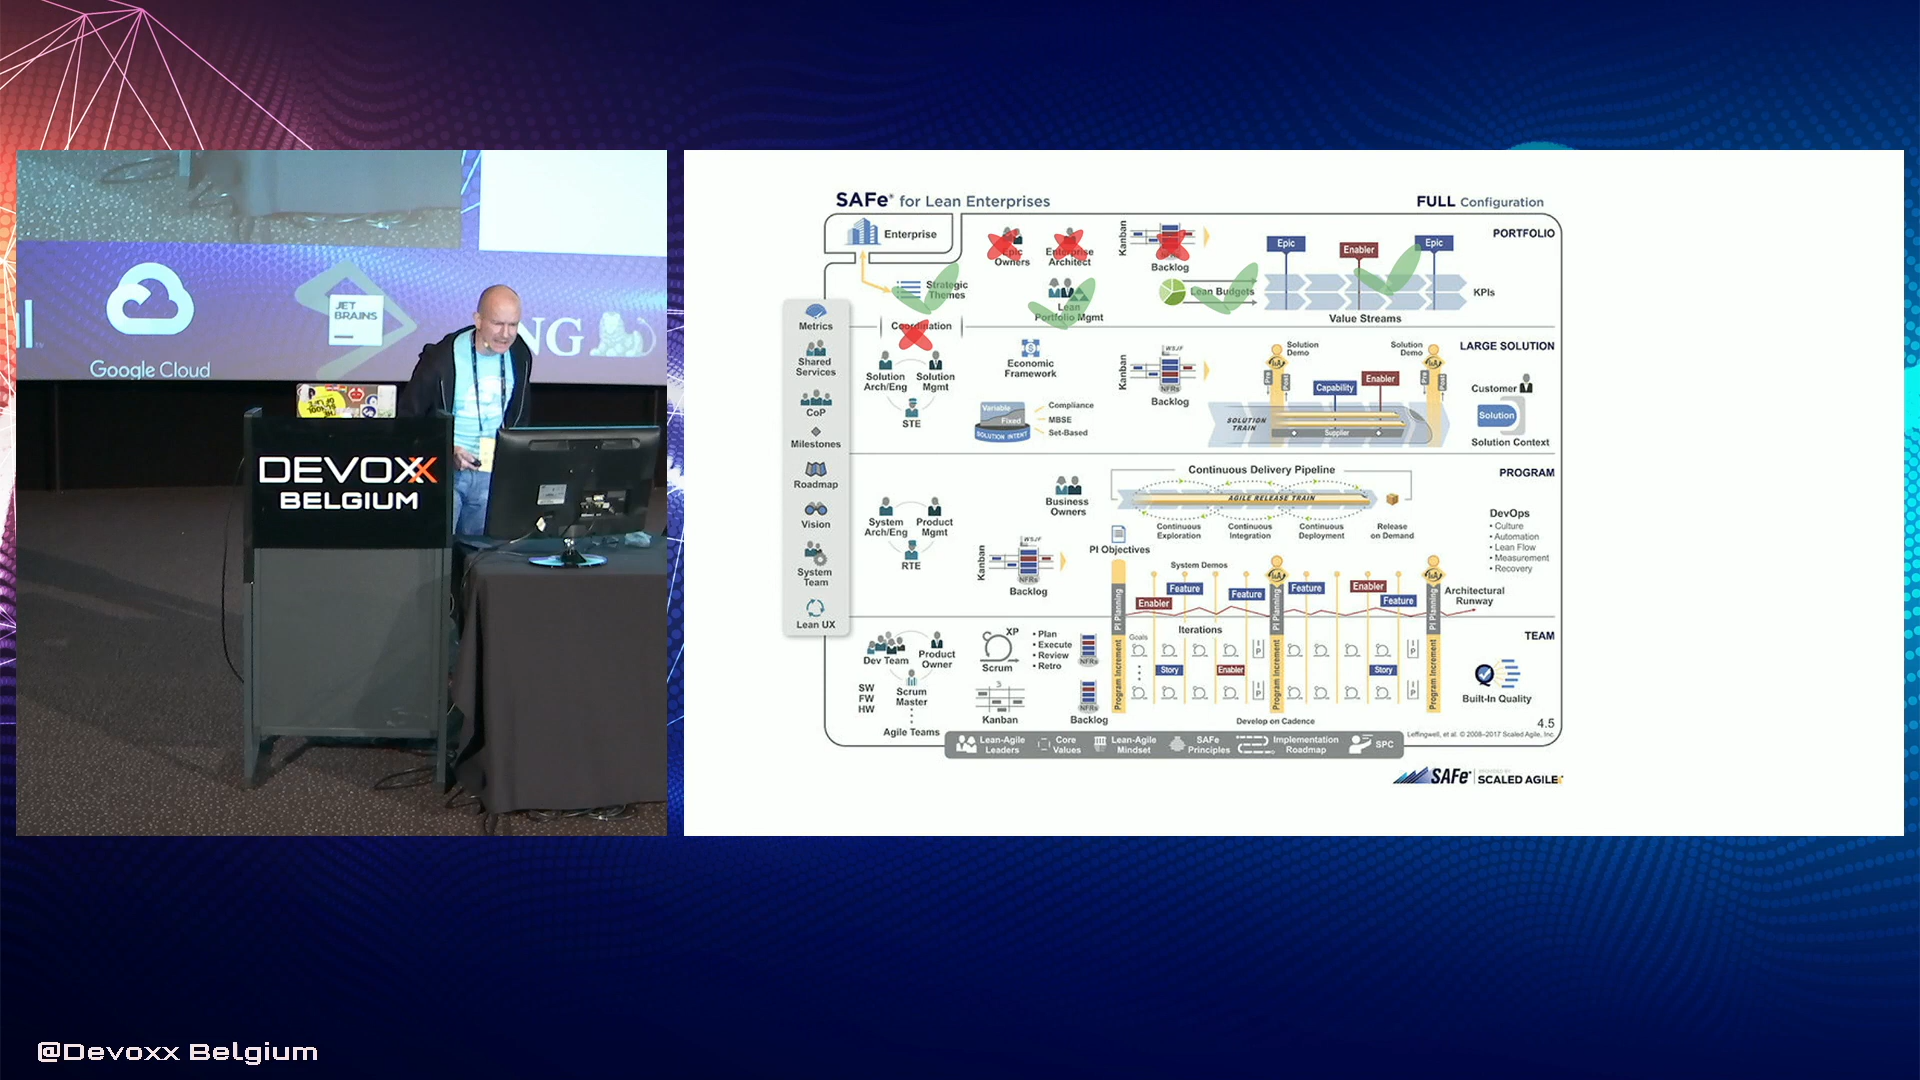 Google Cloud
JET
BRAINS
NG
DEVOXX
BELGIUM
SAFe® for Lean Enterprises
FULL Configuration
Enterprise
Epic
Owners
Enterprise
Architect
Kanban
Backlog
Epic
Enabler
Epic
PORTFOLIO
Strategic
Themes
Lean
Portfolio Mgmt
Lean Budgets
KPIs
Value Streams
Coordination
Metrics
Shared
Services
CoP
Milestones
Roadmap
Vision
System
Team
Lean UX
Solution
Arch/Eng
Solution
Mgmt
STE
Economic
Framework
Variable
Fixed
SOLUTION INTENT
Compliance
MBSE
Set-Based
Kanban
WSJF
NFRs
Backlog
Solution
Demo
Solution
Demo
LARGE SOLUTION
Pre
Post
Capability
Enabler
Pre
Post
SOLUTION
TRAIN
Supplier
Customer
Solution
Solution Context
Continuous Delivery Pipeline
PROGRAM
AGILE RELEASE TRAIN
Business
Owners
Continuous
Exploration
Continuous
Integration
Continuous
Deployment
Release
on Demand
DevOps
• Culture
• Automation
• Lean Flow
• Measurement
• Recovery
System
Arch/Eng
Product
Mgmt
RTE
PI Objectives
Kanban
WSJF
NFRs
Backlog
System Demos
PI Planning
Enabler
Feature
Feature
PI Planning
Feature
Enabler
Feature
PI Planning
Architectural
Runway
TEAM
Dev Team
Product
Owner
SW
FW
HW
Scrum
Master
Agile Teams
XP
Scrum
• Plan
• Execute
• Review
• Retro
NFRs
Kanban
NFRs
Backlog
Program Increment
Goals
Iterations
Story
Enabler
Program Increment
Story
Program Increment
Develop on Cadence
Built-In Quality
4.5
Leffingwell, et al. © 2008–2017 Scaled Agile, Inc.
Lean-Agile
Leaders
Core
Values
Lean-Agile
Mindset
SAFe
Principles
Implementation
Roadmap
SPC
SAFe®
SCALED AGILE
@Devoxx Belgium